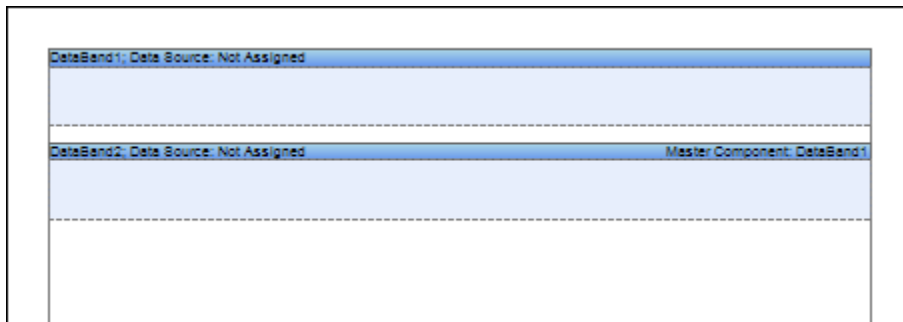 DataBand1; Data Source: Not Assigned
DataBand2; Data Source: Not Assigned Master Component: DataBand1